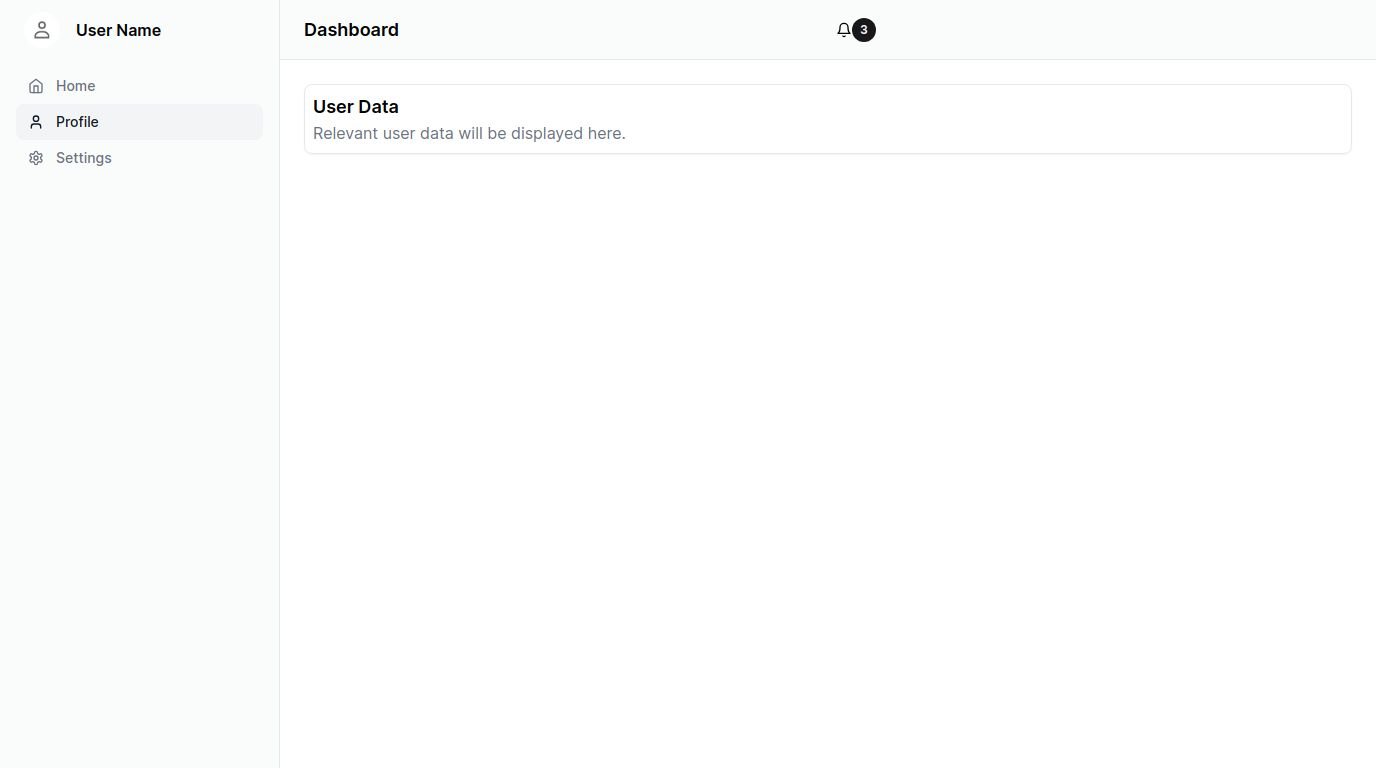 User Name
Home
Profile
Settings
Dashboard
3
User Data
Relevant user data will be displayed here.